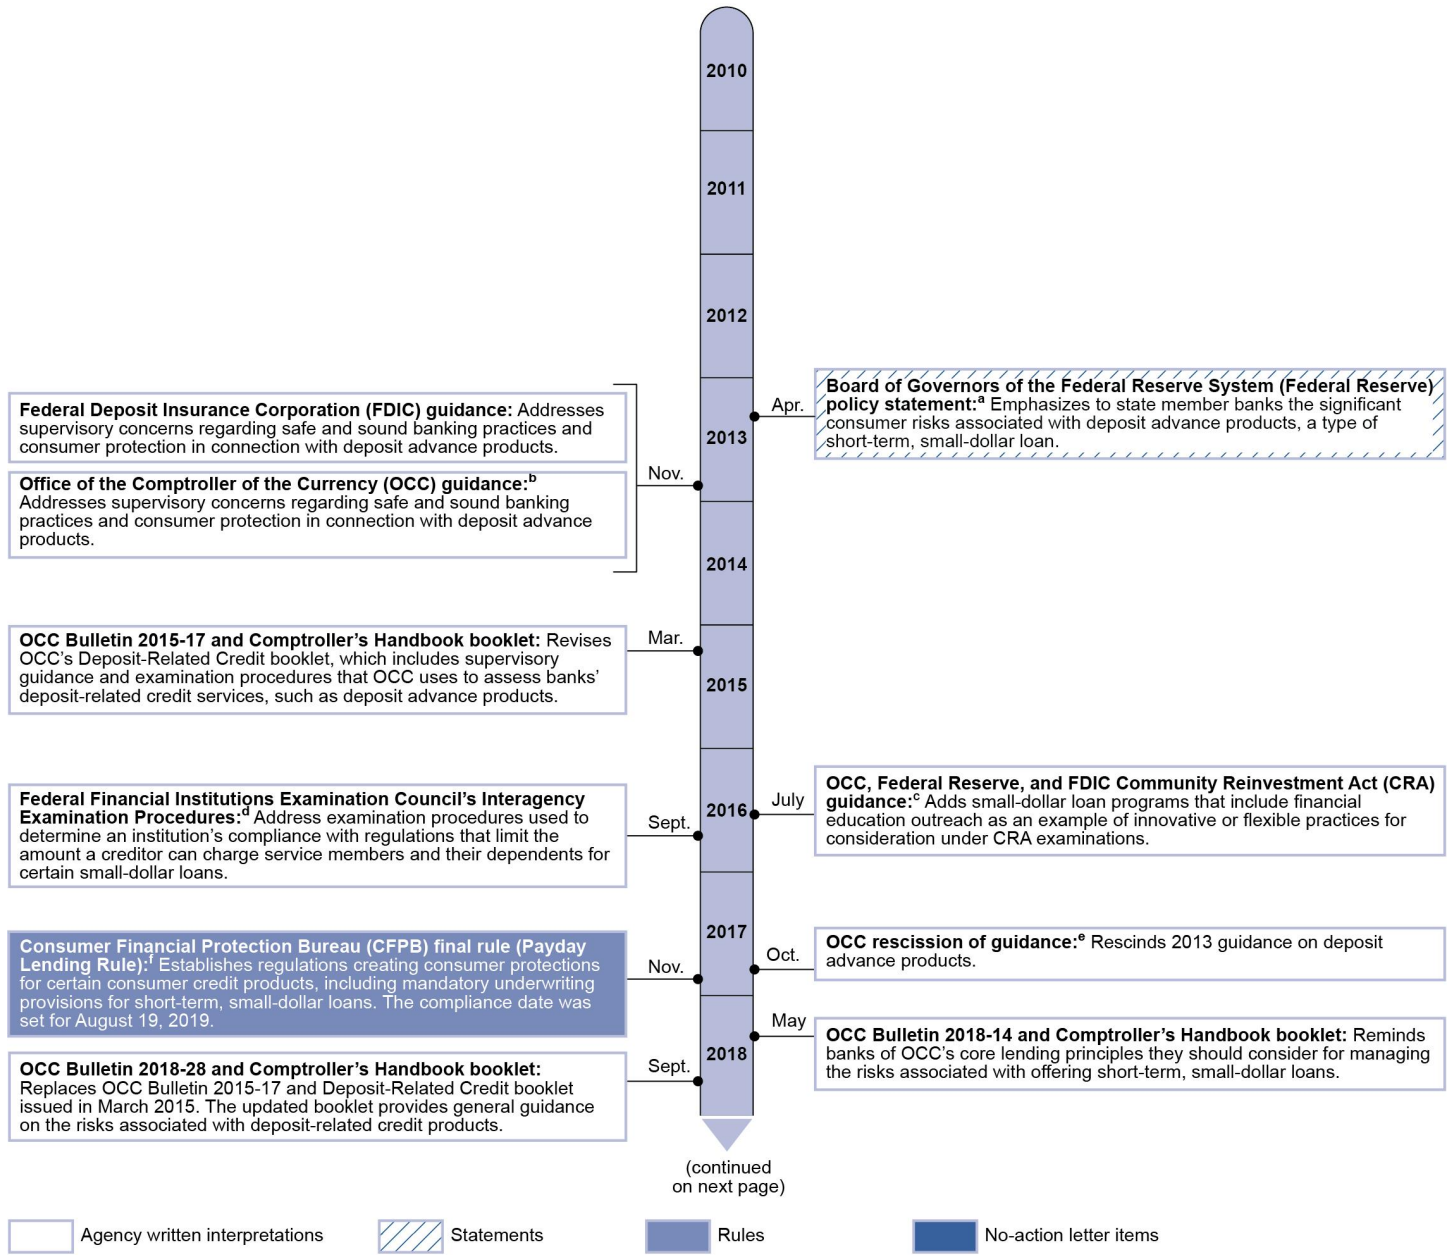 2010
2011
2012
2013
2014
2015
2016
2017
2018
Apr.
Board of Governors of the Federal Reserve System (Federal Reserve)
policy statement:a Emphasizes to state member banks the significant
consumer risks associated with deposit advance products, a type of
short-term, small-dollar loan.
Federal Deposit Insurance Corporation (FDIC) guidance: Addresses
supervisory concerns regarding safe and sound banking practices and
consumer protection in connection with deposit advance products.
Nov.
Office of the Comptroller of the Currency (OCC) guidance:b
Addresses supervisory concerns regarding safe and sound banking
practices and consumer protection in connection with deposit advance
products.
Mar.
OCC Bulletin 2015-17 and Comptroller’s Handbook booklet: Revises
OCC’s Deposit-Related Credit booklet, which includes supervisory
guidance and examination procedures that OCC uses to assess banks’
deposit-related credit services, such as deposit advance products.
July
OCC, Federal Reserve, and FDIC Community Reinvestment Act (CRA)
guidance:c Adds small-dollar loan programs that include financial
education outreach as an example of innovative or flexible practices for
consideration under CRA examinations.
Federal Financial Institutions Examination Council’s Interagency
Examination Procedures:d Address examination procedures used to
determine an institution’s compliance with regulations that limit the
amount a creditor can charge service members and their dependents for
certain small-dollar loans.
Sept.
Oct.
OCC rescission of guidance:e Rescinds 2013 guidance on deposit
advance products.
Consumer Financial Protection Bureau (CFPB) final rule (Payday
Lending Rule):f Establishes regulations creating consumer protections
for certain consumer credit products, including mandatory underwriting
provisions for short-term, small-dollar loans. The compliance date was
set for August 19, 2019.
Nov.
May
OCC Bulletin 2018-14 and Comptroller’s Handbook booklet: Reminds
banks of OCC’s core lending principles they should consider for managing
the risks associated with offering short-term, small-dollar loans.
OCC Bulletin 2018-28 and Comptroller’s Handbook booklet:
Replaces OCC Bulletin 2015-17 and Deposit-Related Credit booklet
issued in March 2015. The updated booklet provides general guidance
on the risks associated with deposit-related credit products.
Sept.
(continued
on next page)
Agency written interpretations
Statements
Rules
No-action letter items